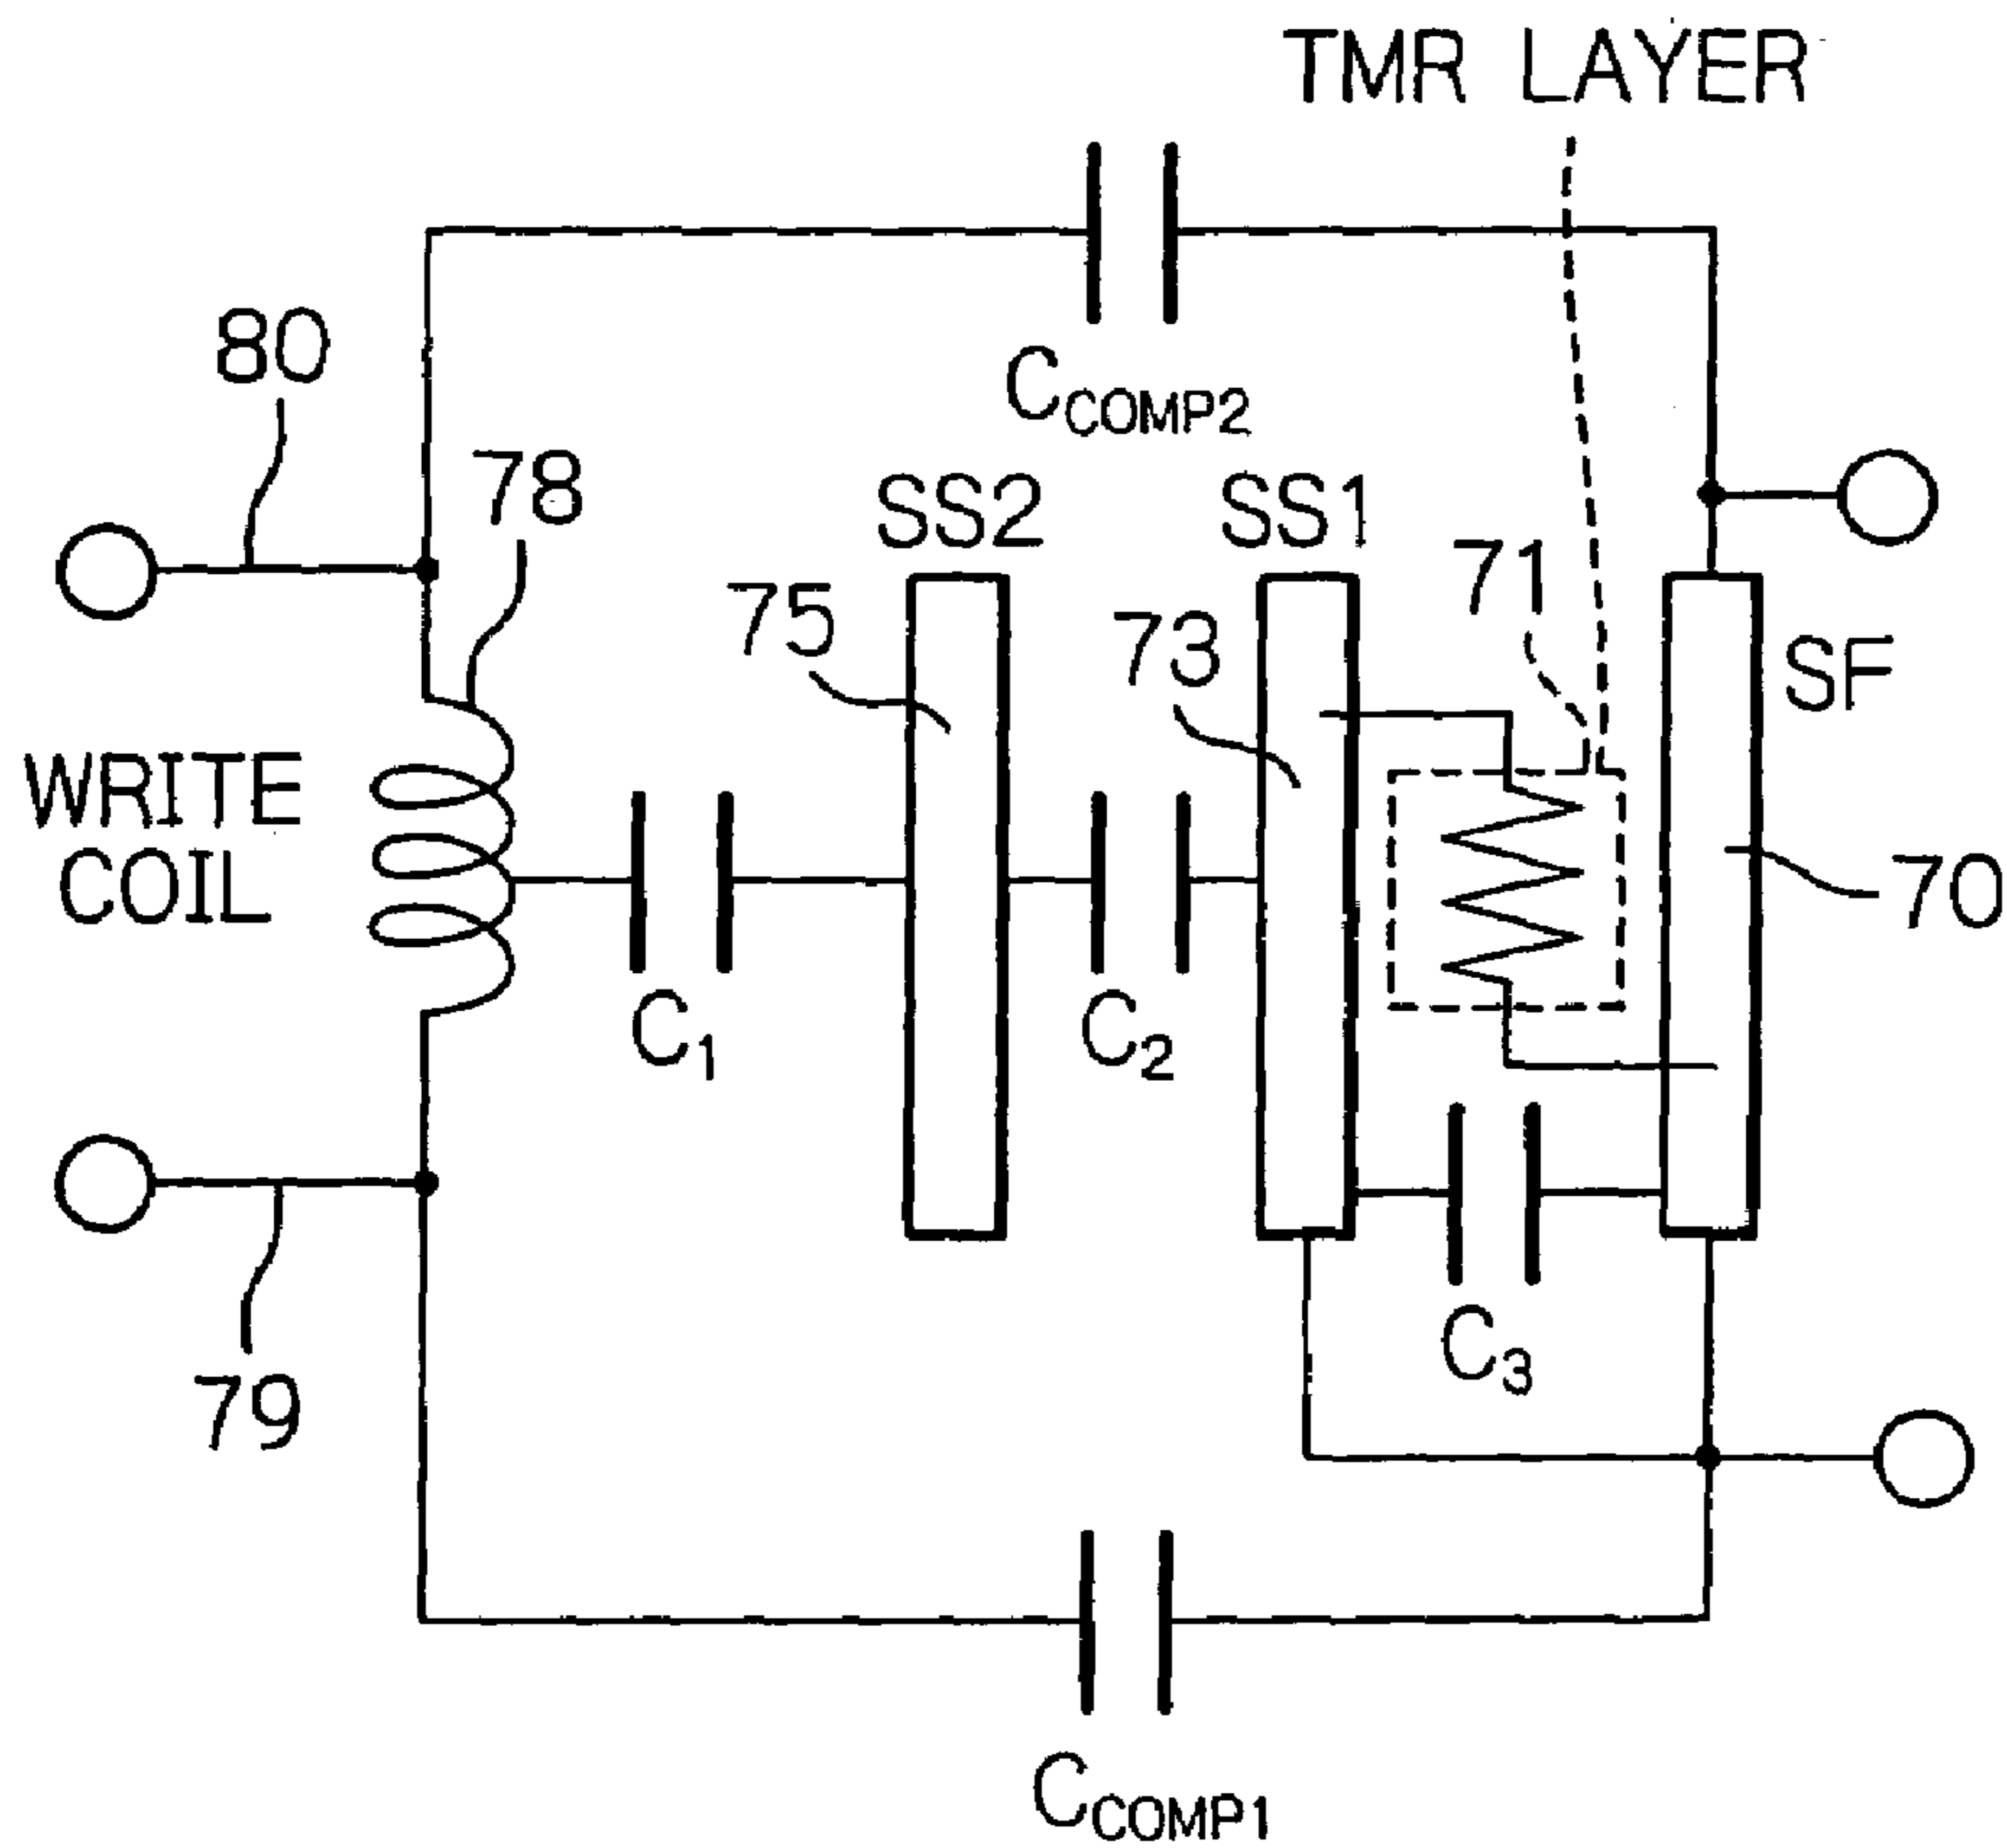 TMR LAYER
C_COMP2
80
78
SS2
SS1
75
73
71
SF
WRITE
COIL
70
C₁
C₂
C₃
79
C_COMP1